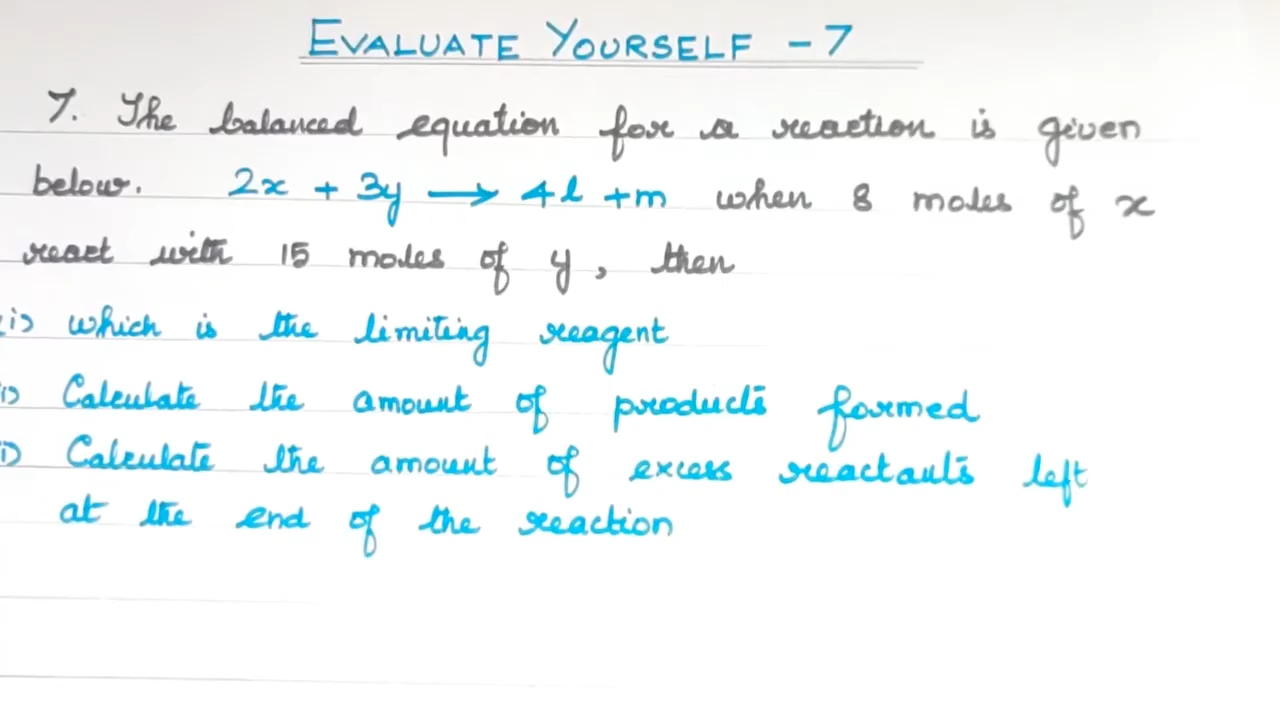 EVALUATE YOURSELF - 7
7. The balanced equation for a reaction is given
below. 2x + 3y → 4l + m when 8 moles of x
react with 15 moles of y, then
i) which is the limiting reagent
i) Calculate the amount of products formed
i) Calculate the amount of excess reactants left
at the end of the reaction